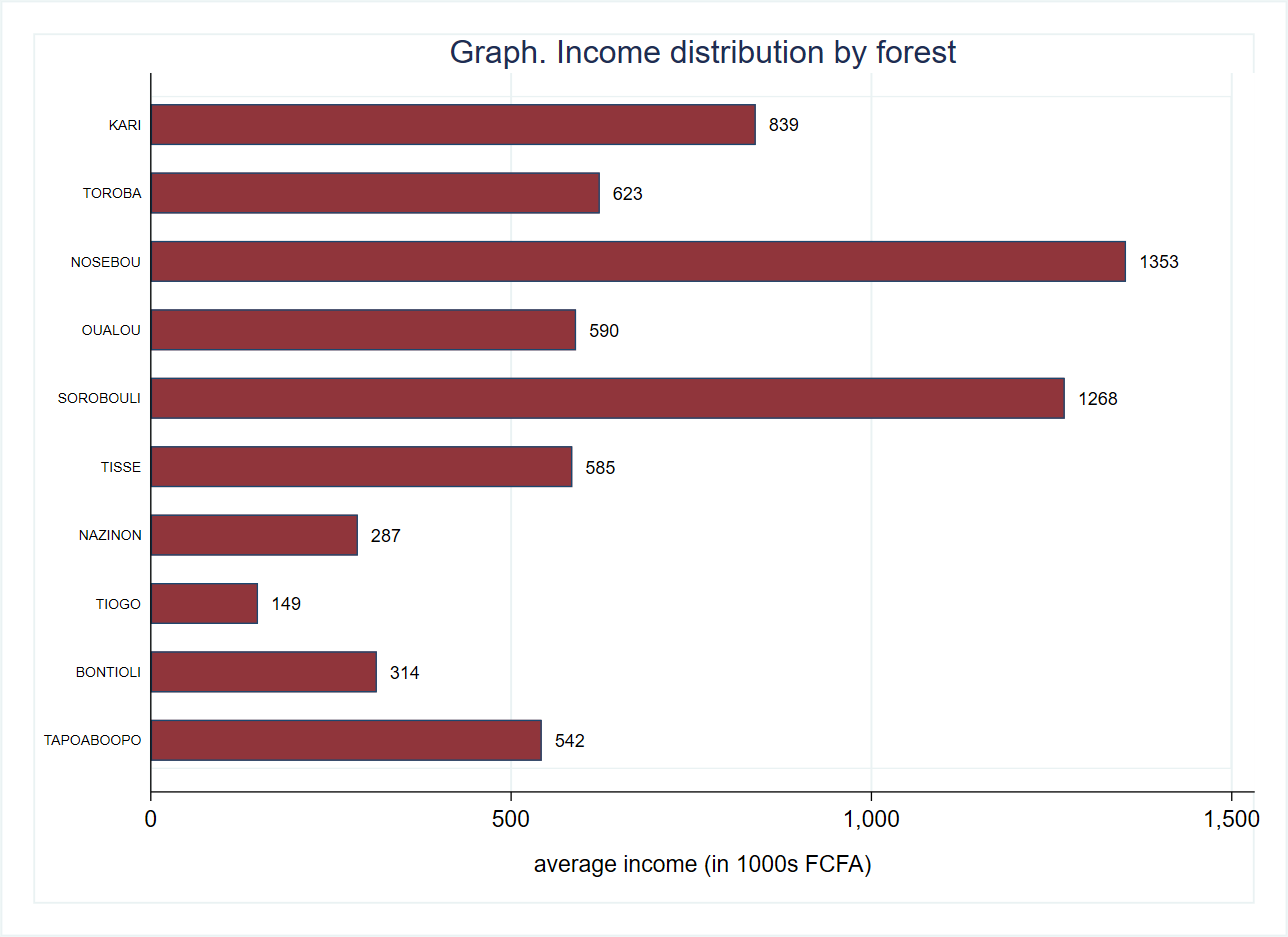 Graph. Income distribution by forest
KARI 839
TOROBA 623
NOSEBOU 1353
OUALOU 590
SOROBOULI 1268
TISSE 585
NAZINON 287
TIOGO 149
BONTIOLI 314
TAPOABOOPO 542
0 500 1,000 1,500
average income (in 1000s FCFA)